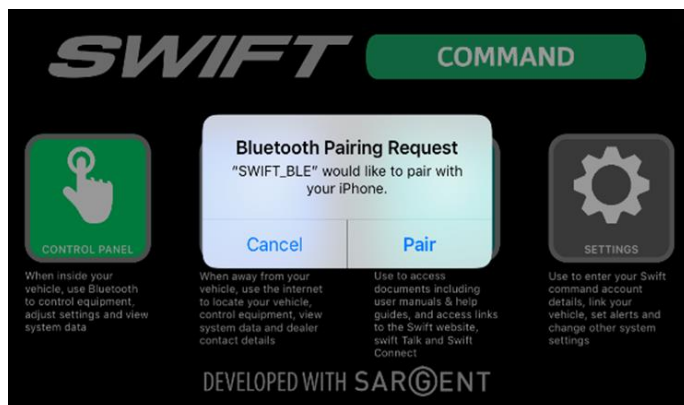 SWIFT COMMAND
Bluetooth Pairing Request
“SWIFT_BLE” would like to pair with
your iPhone.
Cancel Pair
CONTROL PANEL
SETTINGS
When inside your
vehicle, use Bluetooth
to control equipment,
adjust settings and view
system data
When away from your
vehicle, use the internet
to locate your vehicle,
control equipment, view
system data and dealer
contact details
Use to access
documents including
user manuals & help
guides, and access links
to the Swift website,
swift Talk and Swift
Connect
Use to enter your Swift
command account
details, link your
vehicle, set alerts and
change other system
settings
DEVELOPED WITH SARGENT